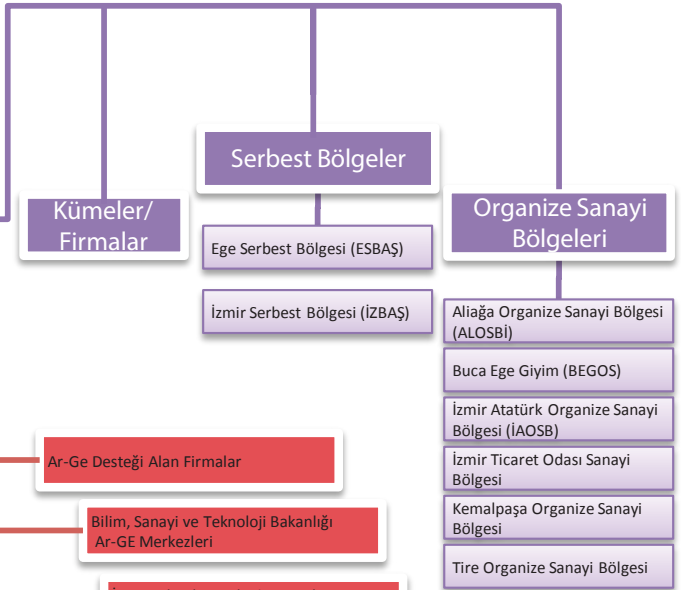 Serbest Bölgeler
Kümeler/
Firmalar
Organize Sanayi
Bölgeleri
Ege Serbest Bölgesi (ESBAŞ)
İzmir Serbest Bölgesi (İZBAŞ)
Aliağa Organize Sanayi Bölgesi
(ALOSBİ)
Buca Ege Giyim (BEGOS)
İzmir Atatürk Organize Sanayi
Bölgesi (İAOSB)
İzmir Ticaret Odası Sanayi
Bölgesi
Kemalpaşa Organize Sanayi
Bölgesi
Tire Organize Sanayi Bölgesi
Ar-Ge Desteği Alan Firmalar
Bilim, Sanayi ve Teknoloji Bakanlığı
Ar-GE Merkezleri